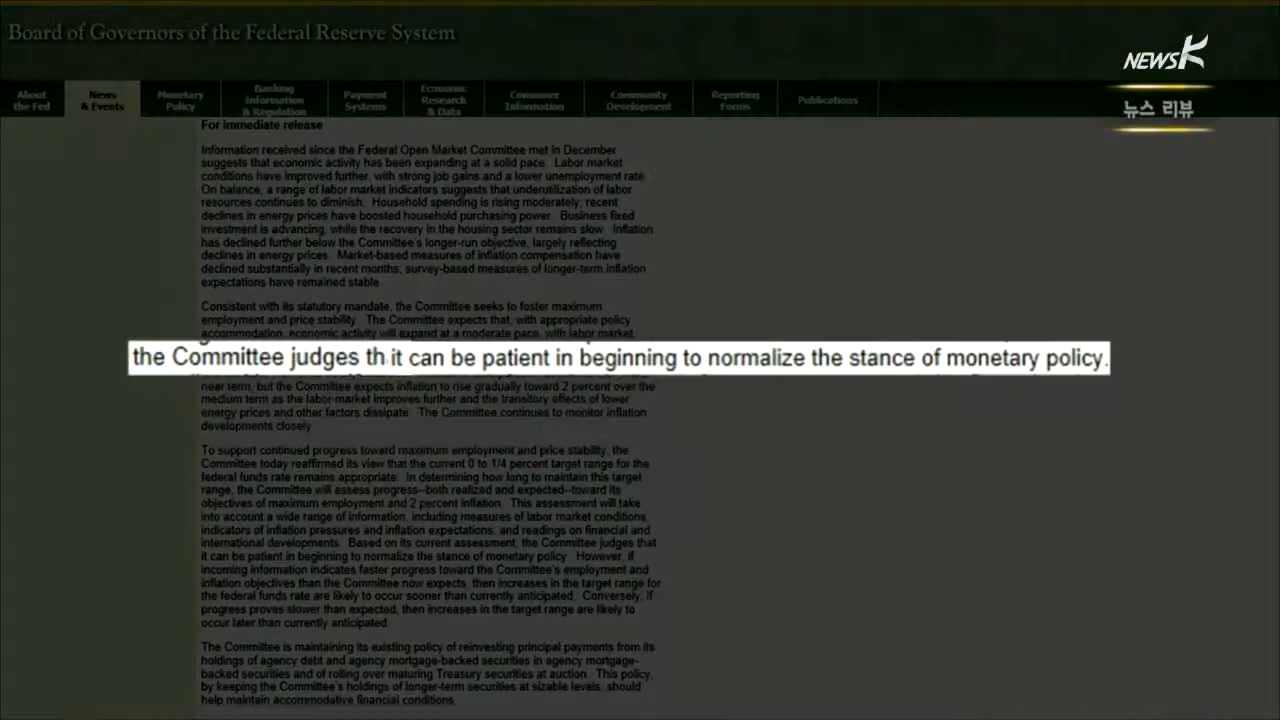 Board of Governors of the Federal Reserve System
NEWS K
뉴스 리뷰
About the Fed
News & Events
Monetary Policy
Banking Information & Regulation
Payment Systems
Economic Research & Data
Consumer Information
Community Development
Reporting Forms
Publications
For immediate release
Information received since the Federal Open Market Committee met in December
suggests that economic activity has been expanding at a solid pace. Labor market
conditions have improved further, with strong job gains and a lower unemployment rate.
On balance, a range of labor market indicators suggests that underutilization of labor
resources continues to diminish. Household spending is rising moderately; recent
declines in energy prices have boosted household purchasing power. Business fixed
investment is advancing, while the recovery in the housing sector remains slow. Inflation
has declined further below the Committee's longer-run objective, largely reflecting
declines in energy prices. Market-based measures of inflation compensation have
declined substantially in recent months; survey-based measures of longer-term inflation
expectations have remained stable.
Consistent with its statutory mandate, the Committee seeks to foster maximum
employment and price stability. The Committee expects that, with appropriate policy
accommodation, economic activity will expand at a moderate pace, with labor market
the Committee judges th it can be patient in beginning to normalize the stance of monetary policy.
near term, but the Committee expects inflation to rise gradually toward 2 percent over the
medium term as the labor market improves further and the transitory effects of lower
energy prices and other factors dissipate. The Committee continues to monitor inflation
developments closely.
To support continued progress toward maximum employment and price stability, the
Committee today reaffirmed its view that the current 0 to 1/4 percent target range for the
federal funds rate remains appropriate. In determining how long to maintain this target
range, the Committee will assess progress--both realized and expected--toward its
objectives of maximum employment and 2 percent inflation. This assessment will take
into account a wide range of information, including measures of labor market conditions,
indicators of inflation pressures and inflation expectations, and readings on financial and
international developments. Based on its current assessment, the Committee judges that
it can be patient in beginning to normalize the stance of monetary policy. However, if
incoming information indicates faster progress toward the Committee's employment and
inflation objectives than the Committee now expects, then increases in the target range for
the federal funds rate are likely to occur sooner than currently anticipated. Conversely, if
progress proves slower than expected, then increases in the target range are likely to
occur later than currently anticipated.
The Committee is maintaining its existing policy of reinvesting principal payments from its
holdings of agency debt and agency mortgage-backed securities in agency mortgage-
backed securities and of rolling over maturing Treasury securities at auction. This policy,
by keeping the Committee's holdings of longer-term securities at sizable levels, should
help maintain accommodative financial conditions.